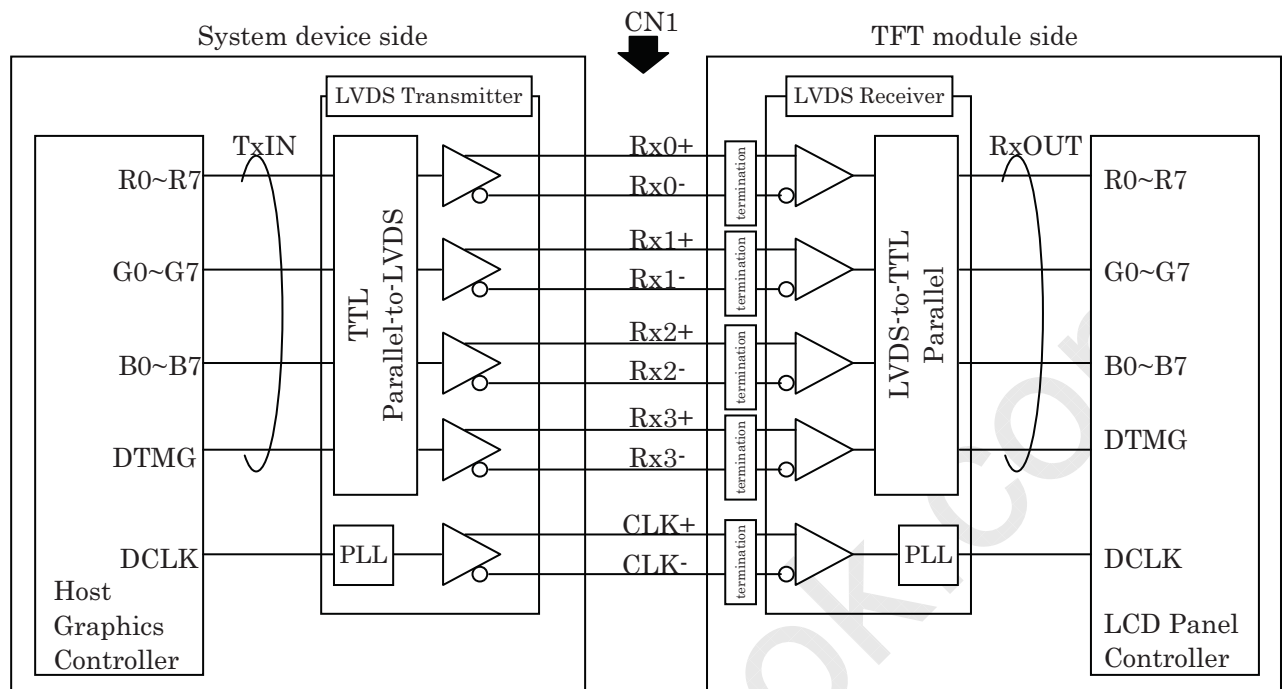 CN1
System device side
TFT module side
LVDS Transmitter
LVDS Receiver
TxIN
RxOUT
R0~R7
G0~G7
B0~B7
DTMG
DCLK
Host
Graphics
Controller
TTL
Parallel-to-LVDS
PLL
Rx0+
Rx0-
Rx1+
Rx1-
Rx2+
Rx2-
Rx3+
Rx3-
CLK+
CLK-
termination
termination
termination
termination
termination
LVDS-to-TTL
Parallel
PLL
R0~R7
G0~G7
B0~B7
DTMG
DCLK
LCD Panel
Controller
ok.com